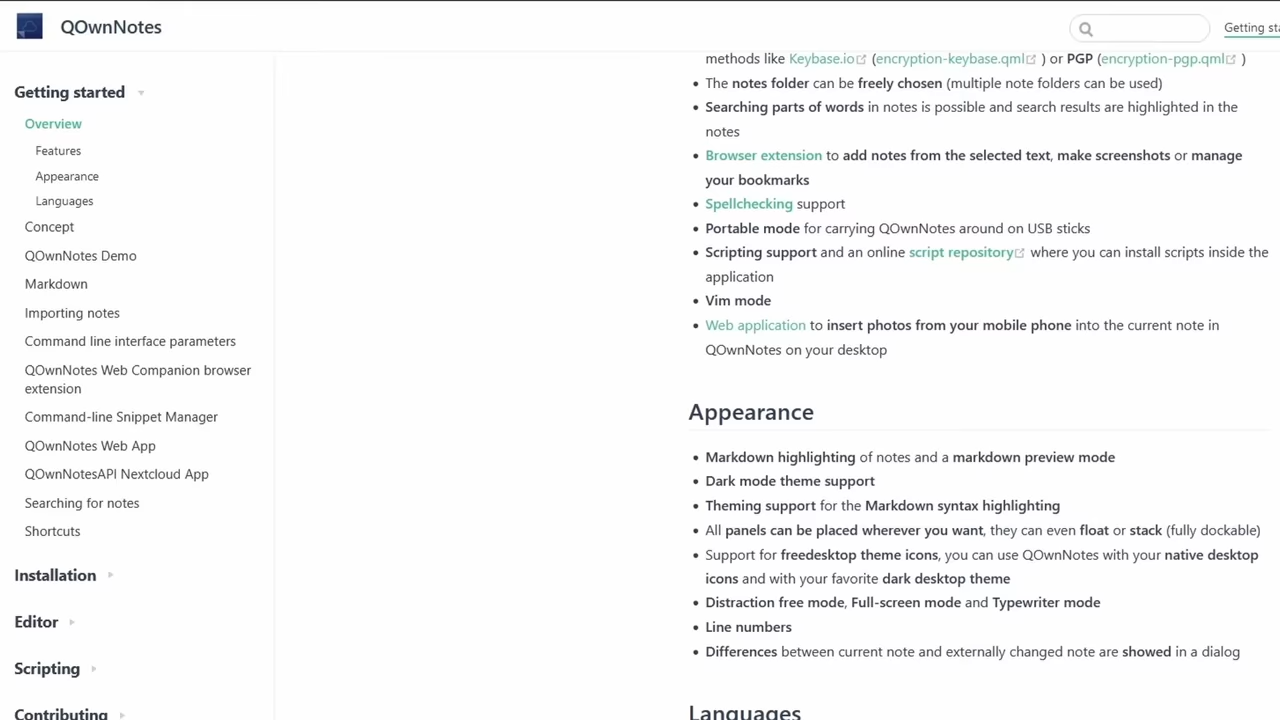 QOwnNotes
Getting sta
Getting started
Overview
Features
Appearance
Languages
Concept
QOwnNotes Demo
Markdown
Importing notes
Command line interface parameters
QOwnNotes Web Companion browser
extension
Command-line Snippet Manager
QOwnNotes Web App
QOwnNotesAPI Nextcloud App
Searching for notes
Shortcuts
Installation
Editor
Scripting
Contributing
methods like Keybase.io (encryption-keybase.qml ) or PGP (encryption-pgp.qml )
• The notes folder can be freely chosen (multiple note folders can be used)
• Searching parts of words in notes is possible and search results are highlighted in the
notes
• Browser extension to add notes from the selected text, make screenshots or manage
your bookmarks
• Spellchecking support
• Portable mode for carrying QOwnNotes around on USB sticks
• Scripting support and an online script repository where you can install scripts inside the
application
• Vim mode
• Web application to insert photos from your mobile phone into the current note in
QOwnNotes on your desktop
Appearance
• Markdown highlighting of notes and a markdown preview mode
• Dark mode theme support
• Theming support for the Markdown syntax highlighting
• All panels can be placed wherever you want, they can even float or stack (fully dockable)
• Support for freedesktop theme icons, you can use QOwnNotes with your native desktop
icons and with your favorite dark desktop theme
• Distraction free mode, Full-screen mode and Typewriter mode
• Line numbers
• Differences between current note and externally changed note are showed in a dialog
Languages